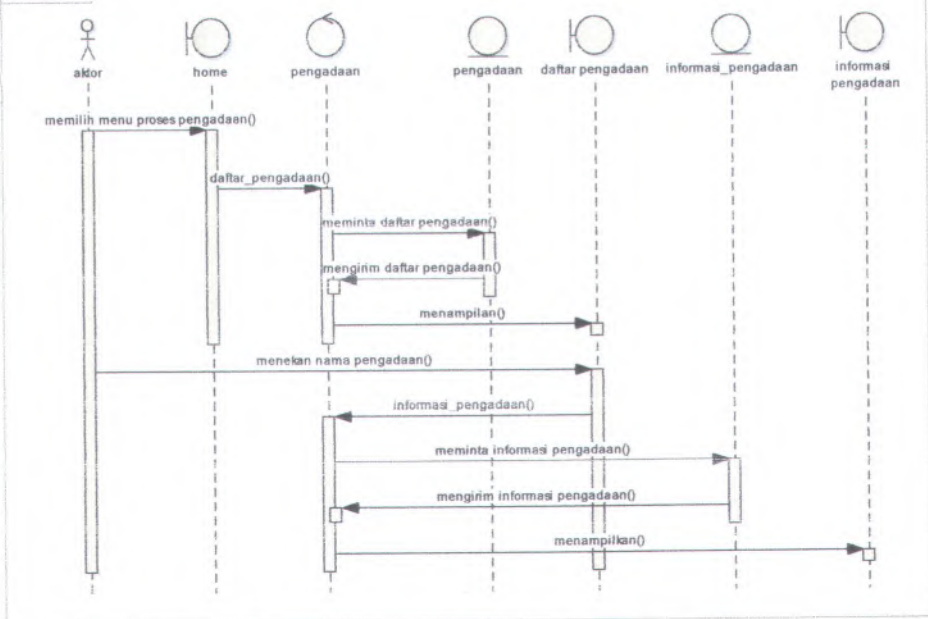 aktor
home
pengadaan
pengadaan
daftar pengadaan
informasi_pengadaan
informasi
pengadaan
memilih menu proses pengadaan()
daftar_pengadaan()
meminta daftar pengadaan()
mengirim daftar pengadaan()
menampilan()
menekan nama pengadaan()
informasi_pengadaan()
meminta informasi pengadaan()
mengirim informasi pengadaan()
menampilkan()